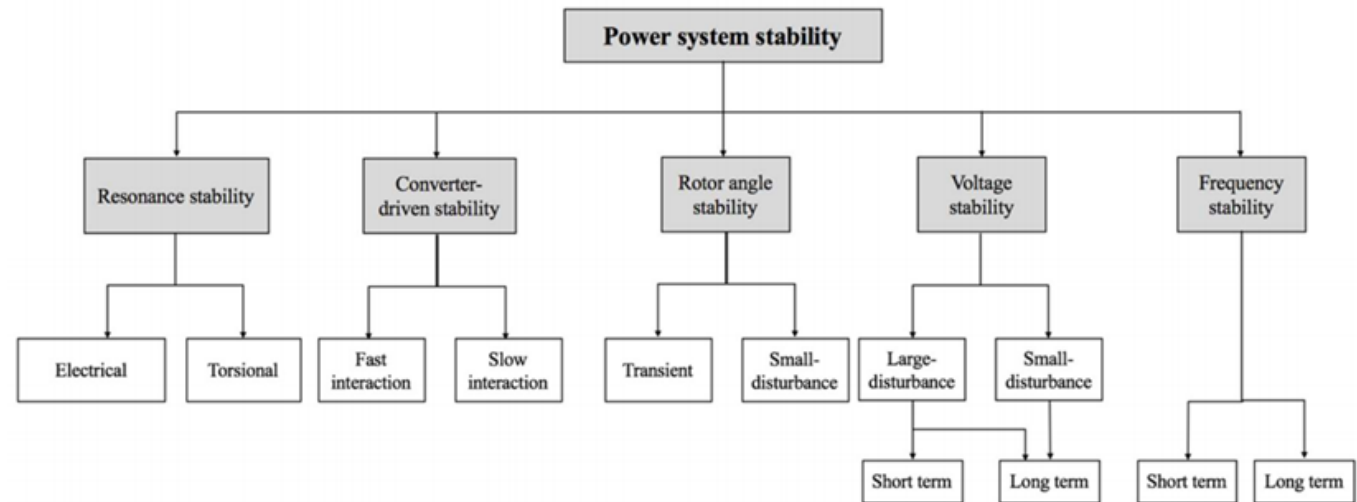 Power system stability
Resonance stability
Converter-
driven stability
Rotor angle
stability
Voltage
stability
Frequency
stability
Electrical
Torsional
Fast
interaction
Slow
interaction
Transient
Small-
disturbance
Large-
disturbance
Small-
disturbance
Short term
Long term
Short term
Long term